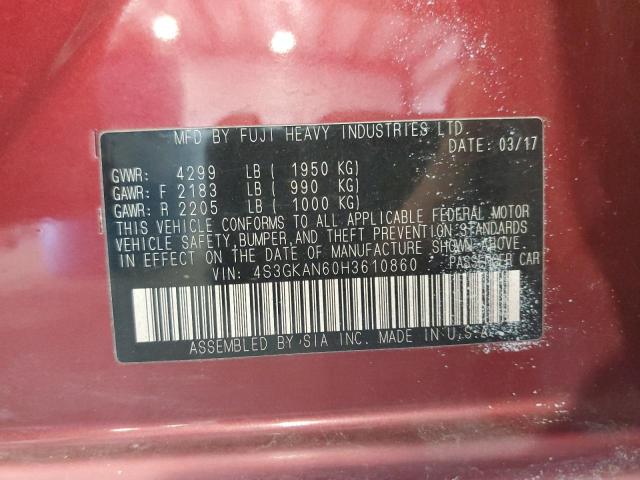 MFD BY FUJI HEAVY INDUSTRIES LTD.
DATE: 03/17
GVWR: 4299 LB ( 1950 KG)
GAWR: F 2183 LB ( 990 KG)
GAWR: R 2205 LB ( 1000 KG)
THIS VEHICLE CONFORMS TO ALL APPLICABLE FEDERAL MOTOR
VEHICLE SAFETY, BUMPER, AND THEFT PREVENTION STANDARDS
IN EFFECT ON THE DATE OF MANUFACTURE SHOWN ABOVE.
VIN: 4S3GKAN60H3610860 PASSENGER CAR
ASSEMBLED BY SIA INC. MADE IN U.S.A.